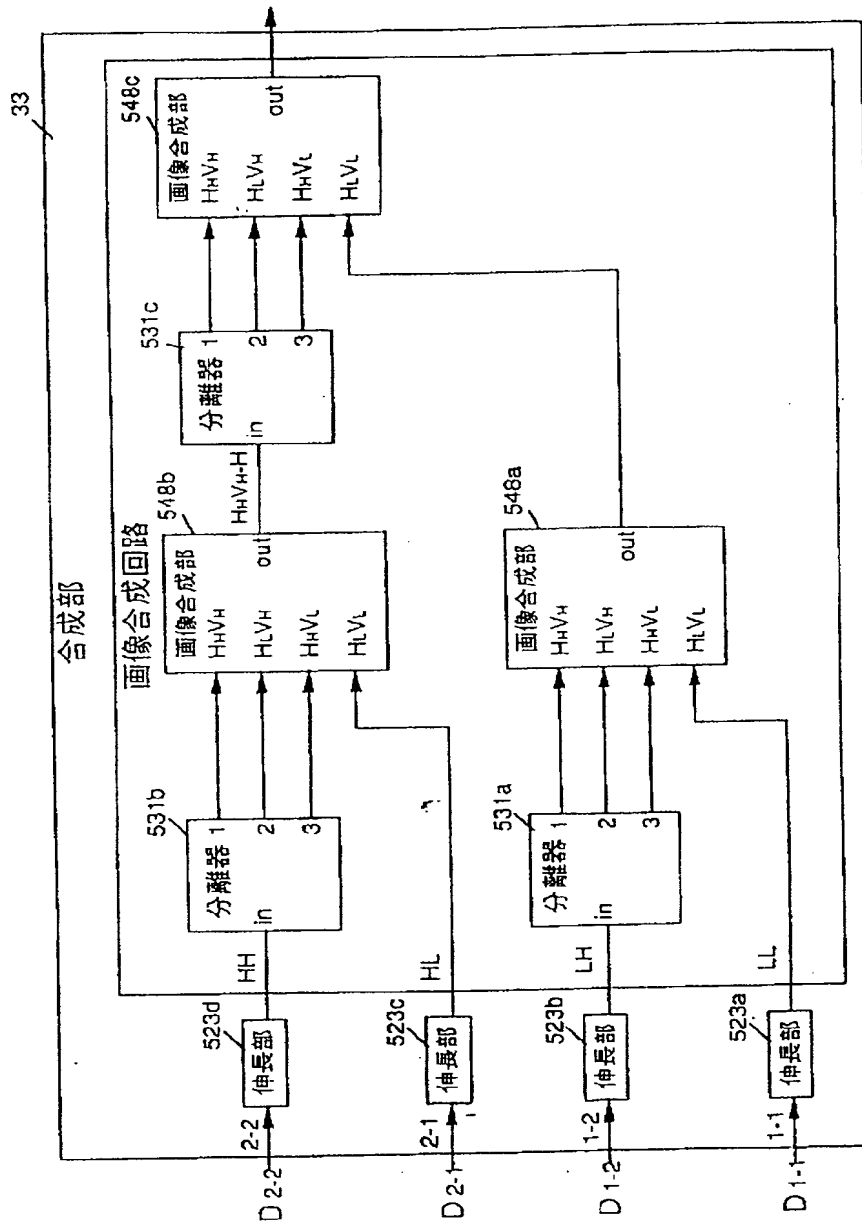 33
合成部
画像合成回路
548c
画像合成部
HHVH
HLVH
HHVL
HLVL
out
531c
分離器
in
1
2
3
HHVH-H
548b
画像合成部
HHVH
HLVH
HHVL
HLVL
out
548a
画像合成部
HHVH
HLVH
HHVL
HLVL
out
531b
分離器
in
1
2
3
531a
分離器
in
1
2
3
HH
HL
LH
LL
523d
伸長部
523c
伸長部
523b
伸長部
523a
伸長部
2-2
2-1
1-2
1-1
D2-2
D2-1
D1-2
D1-1